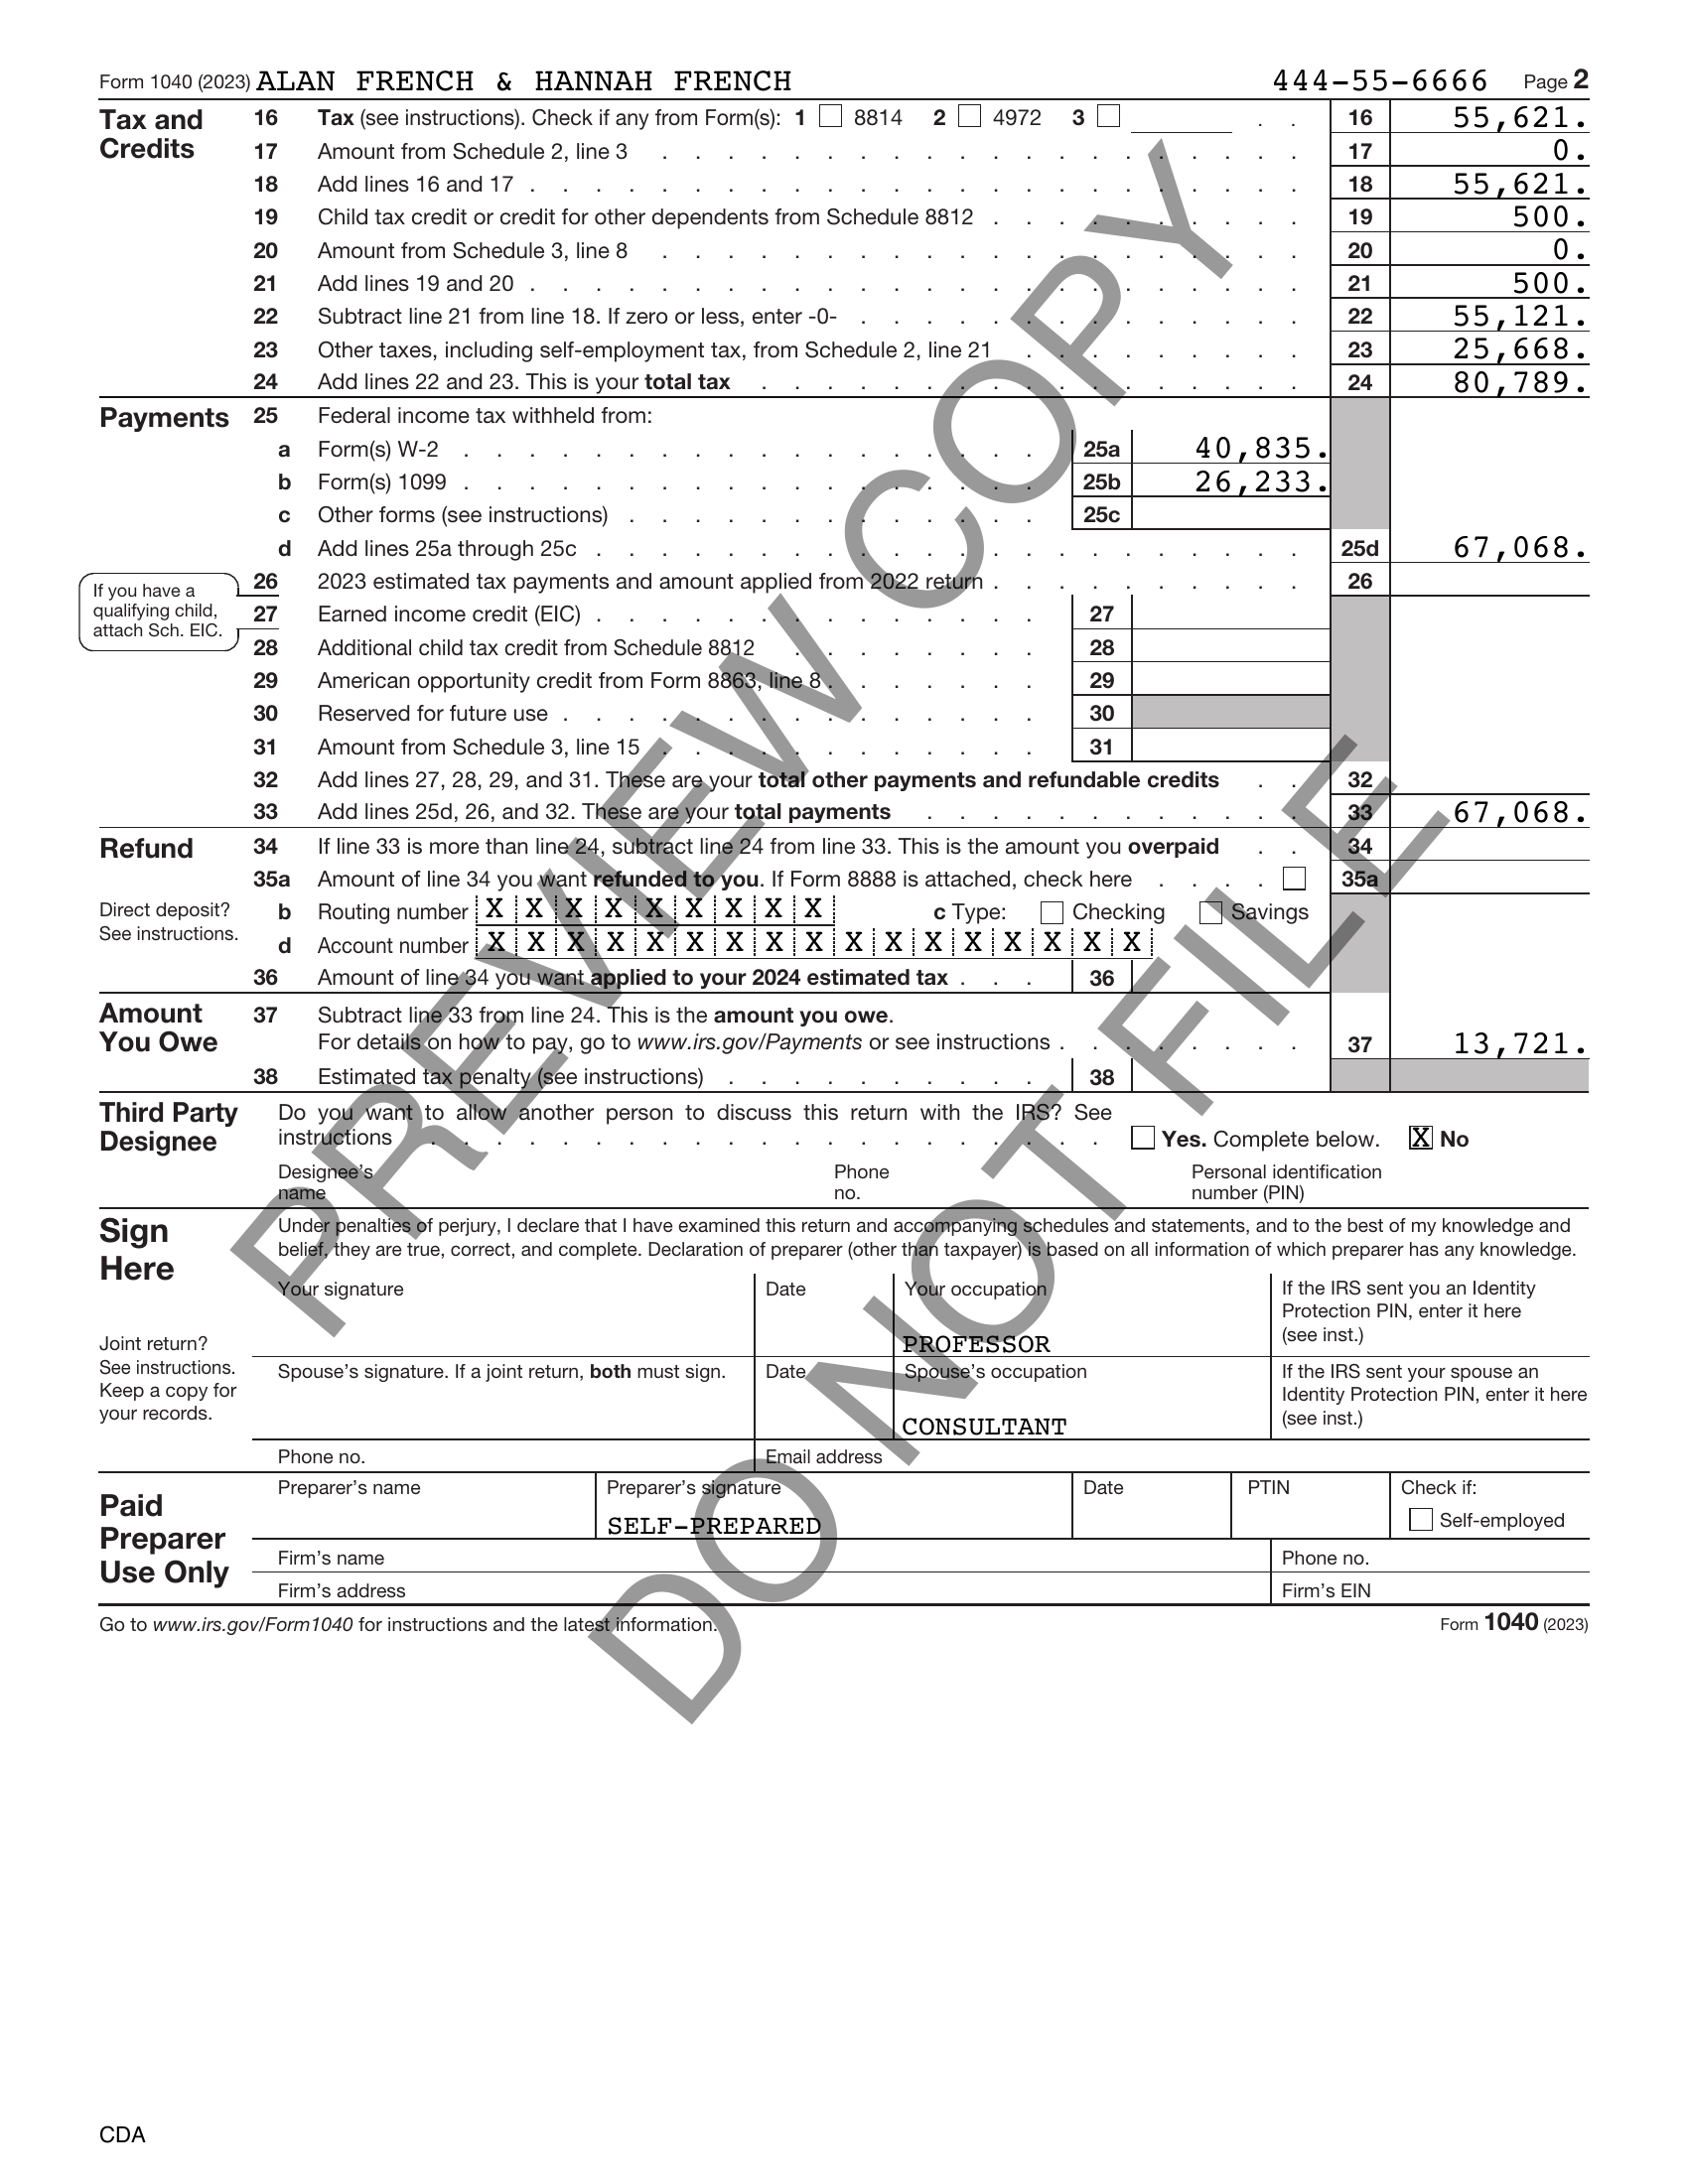 Form 1040 (2023) ALAN FRENCH & HANNAH FRENCH 444-55-6666 Page 2
Tax and Credits
16 Tax (see instructions). Check if any from Form(s): 1 8814 2 4972 3 . . 16 55,621.
17 Amount from Schedule 2, line 3 17 0.
18 Add lines 16 and 17 18 55,621.
19 Child tax credit or credit for other dependents from Schedule 8812 19 500.
20 Amount from Schedule 3, line 8 20 0.
21 Add lines 19 and 20 21 500.
22 Subtract line 21 from line 18. If zero or less, enter -0- 22 55,121.
23 Other taxes, including self-employment tax, from Schedule 2, line 21 23 25,668.
24 Add lines 22 and 23. This is your total tax 24 80,789.
Payments 25 Federal income tax withheld from:
a Form(s) W-2 25a 40,835.
b Form(s) 1099 25b 26,233.
c Other forms (see instructions) 25c
d Add lines 25a through 25c 25d 67,068.
If you have a
qualifying child,
attach Sch. EIC.
26 2023 estimated tax payments and amount applied from 2022 return 26
27 Earned income credit (EIC) 27
28 Additional child tax credit from Schedule 8812 28
29 American opportunity credit from Form 8863, line 8 29
30 Reserved for future use 30
31 Amount from Schedule 3, line 15 31
32 Add lines 27, 28, 29, and 31. These are your total other payments and refundable credits 32
33 Add lines 25d, 26, and 32. These are your total payments 33 67,068.
Refund 34 If line 33 is more than line 24, subtract line 24 from line 33. This is the amount you overpaid 34
35a Amount of line 34 you want refunded to you. If Form 8888 is attached, check here 35a
Direct deposit?
See instructions.
b Routing number X X X X X X X X X c Type: Checking Savings
d Account number X X X X X X X X X X X X X X X X X
36 Amount of line 34 you want applied to your 2024 estimated tax 36
Amount
You Owe
37 Subtract line 33 from line 24. This is the amount you owe.
For details on how to pay, go to www.irs.gov/Payments or see instructions 37 13,721.
38 Estimated tax penalty (see instructions) 38
Third Party
Designee
Do you want to allow another person to discuss this return with the IRS? See
instructions Yes. Complete below. X No
Designee's
name
Phone
no.
Personal identification
number (PIN)
Sign
Here
Under penalties of perjury, I declare that I have examined this return and accompanying schedules and statements, and to the best of my knowledge and
belief, they are true, correct, and complete. Declaration of preparer (other than taxpayer) is based on all information of which preparer has any knowledge.
Joint return?
See instructions.
Keep a copy for
your records.
Your signature Date Your occupation
PROFESSOR
If the IRS sent you an Identity
Protection PIN, enter it here
(see inst.)
Spouse's signature. If a joint return, both must sign. Date Spouse's occupation
CONSULTANT
If the IRS sent your spouse an
Identity Protection PIN, enter it here
(see inst.)
Phone no. Email address
Paid
Preparer
Use Only
Preparer's name Preparer's signature Date PTIN Check if:
SELF-PREPARED Self-employed
Firm's name Phone no.
Firm's address Firm's EIN
Go to www.irs.gov/Form1040 for instructions and the latest information. Form 1040 (2023)
PREVIEW COPY
DO NOT FILE
CDA